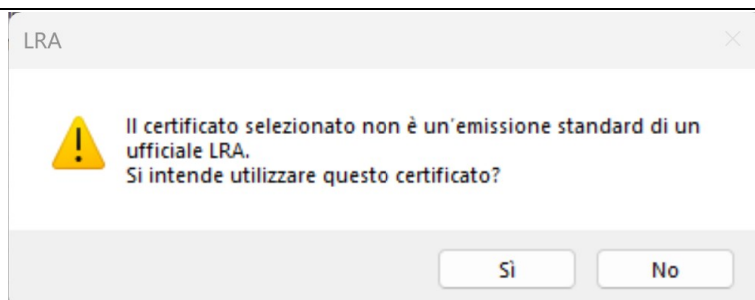 LRA
Il certificato selezionato non è un'emissione standard di un
ufficiale LRA.
Si intende utilizzare questo certificato?
Sì
No